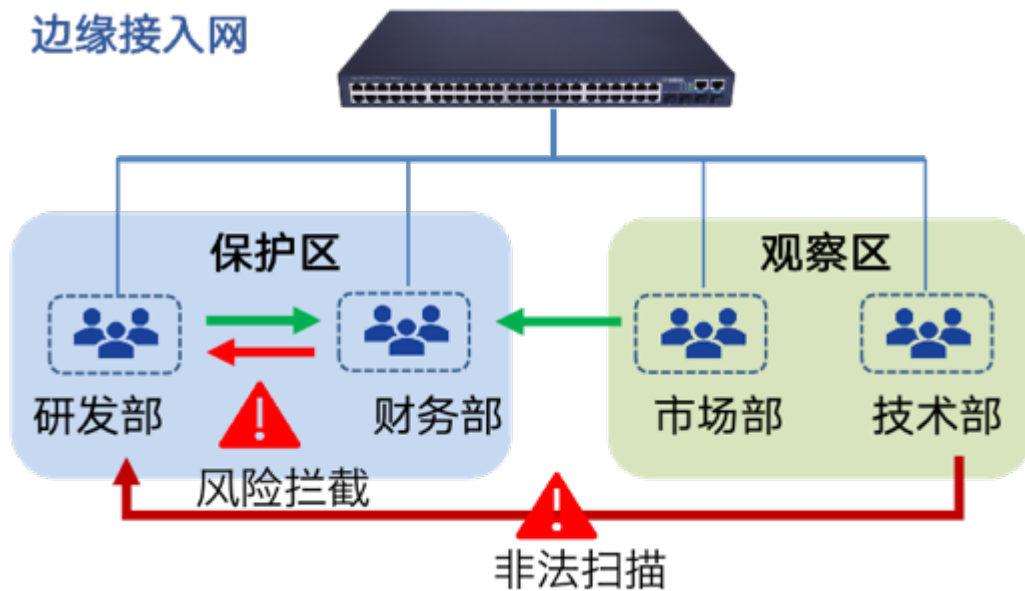 边缘接入网
保护区
观察区
研发部
财务部
市场部
技术部
风险拦截
非法扫描